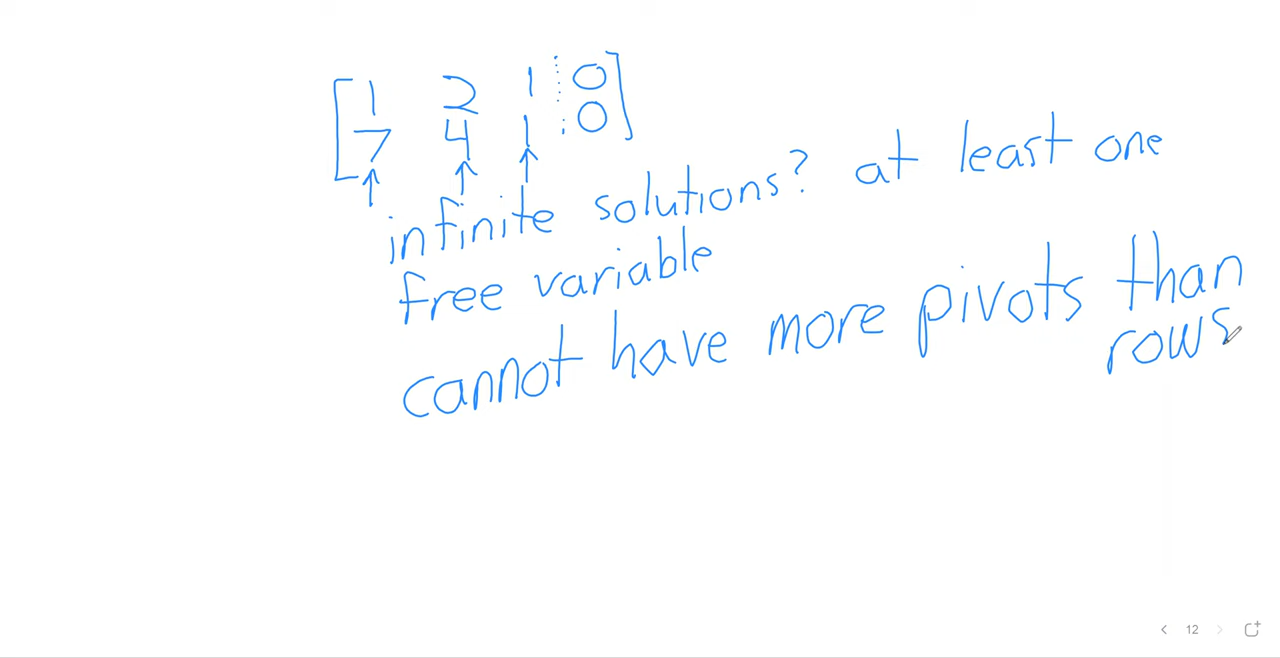 1 2 1 0
7 4 1 0
infinite solutions? at least one
free variable
cannot have more pivots than
rows
12